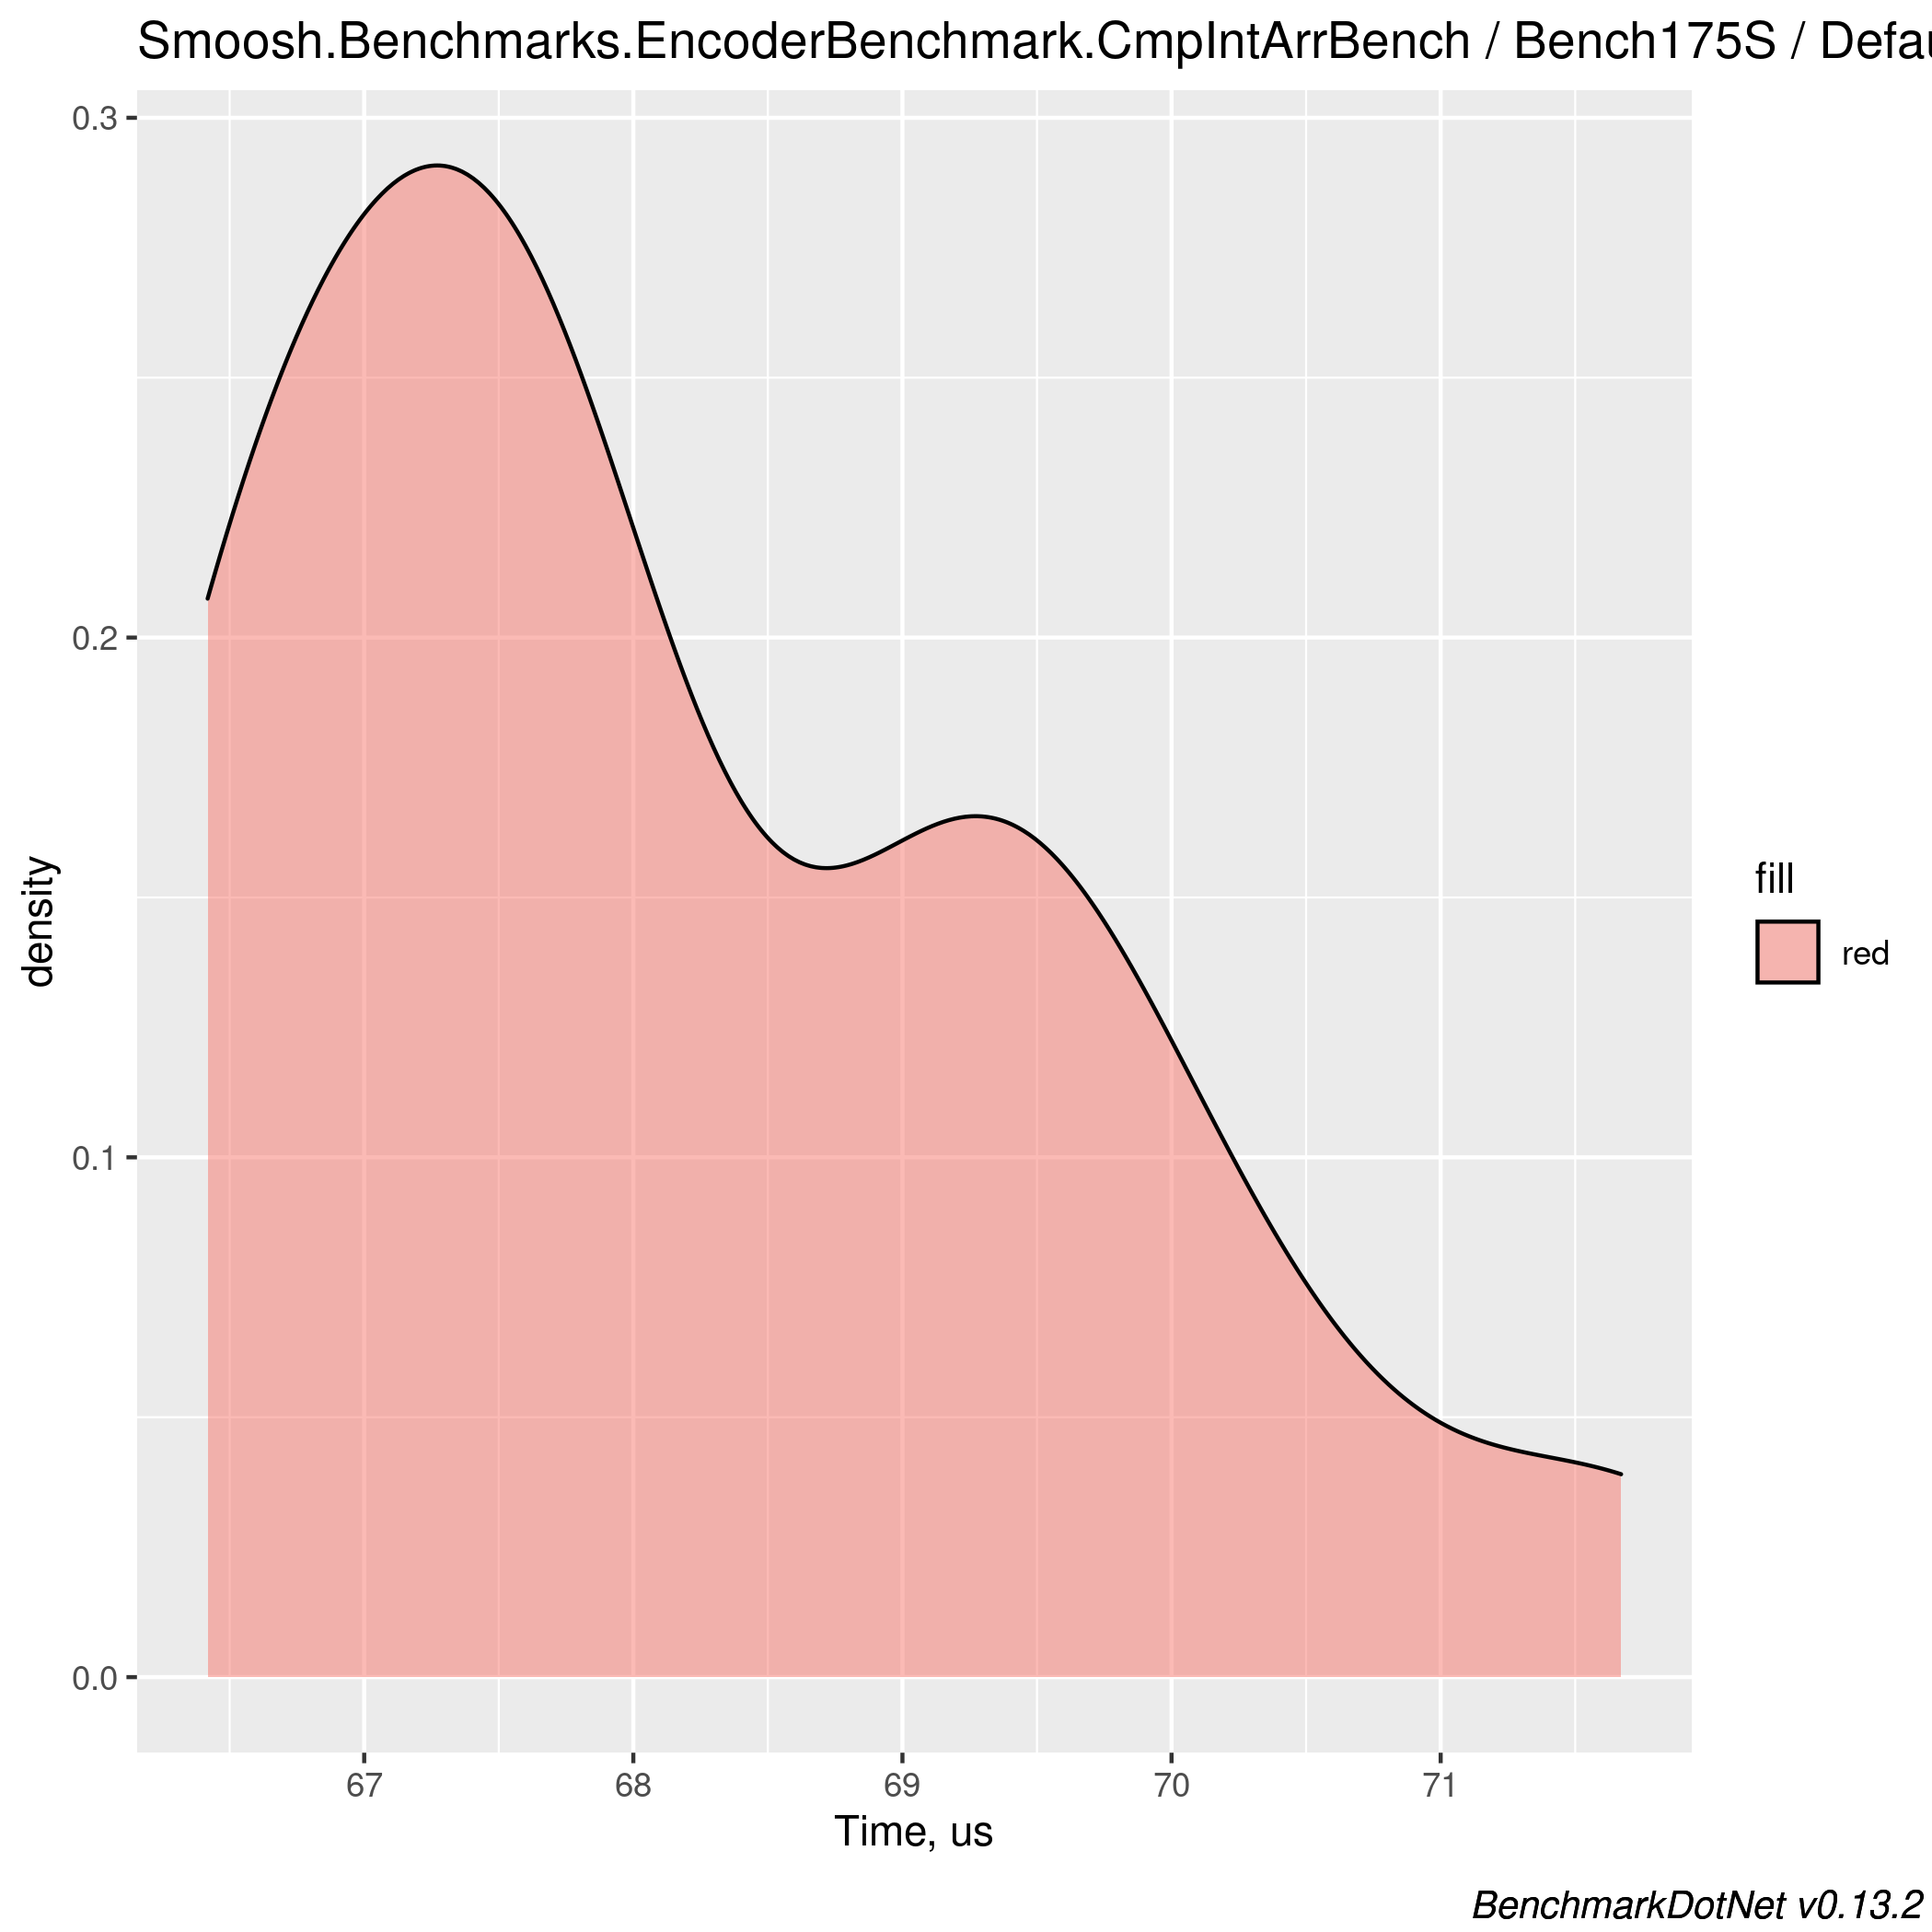 Smoosh.Benchmarks.EncoderBenchmark.CmpIntArrBench / Bench175S / Defau
0.3
0.2
0.1
0.0
density
67 68 69 70 71
Time, us
fill
red
BenchmarkDotNet v0.13.2